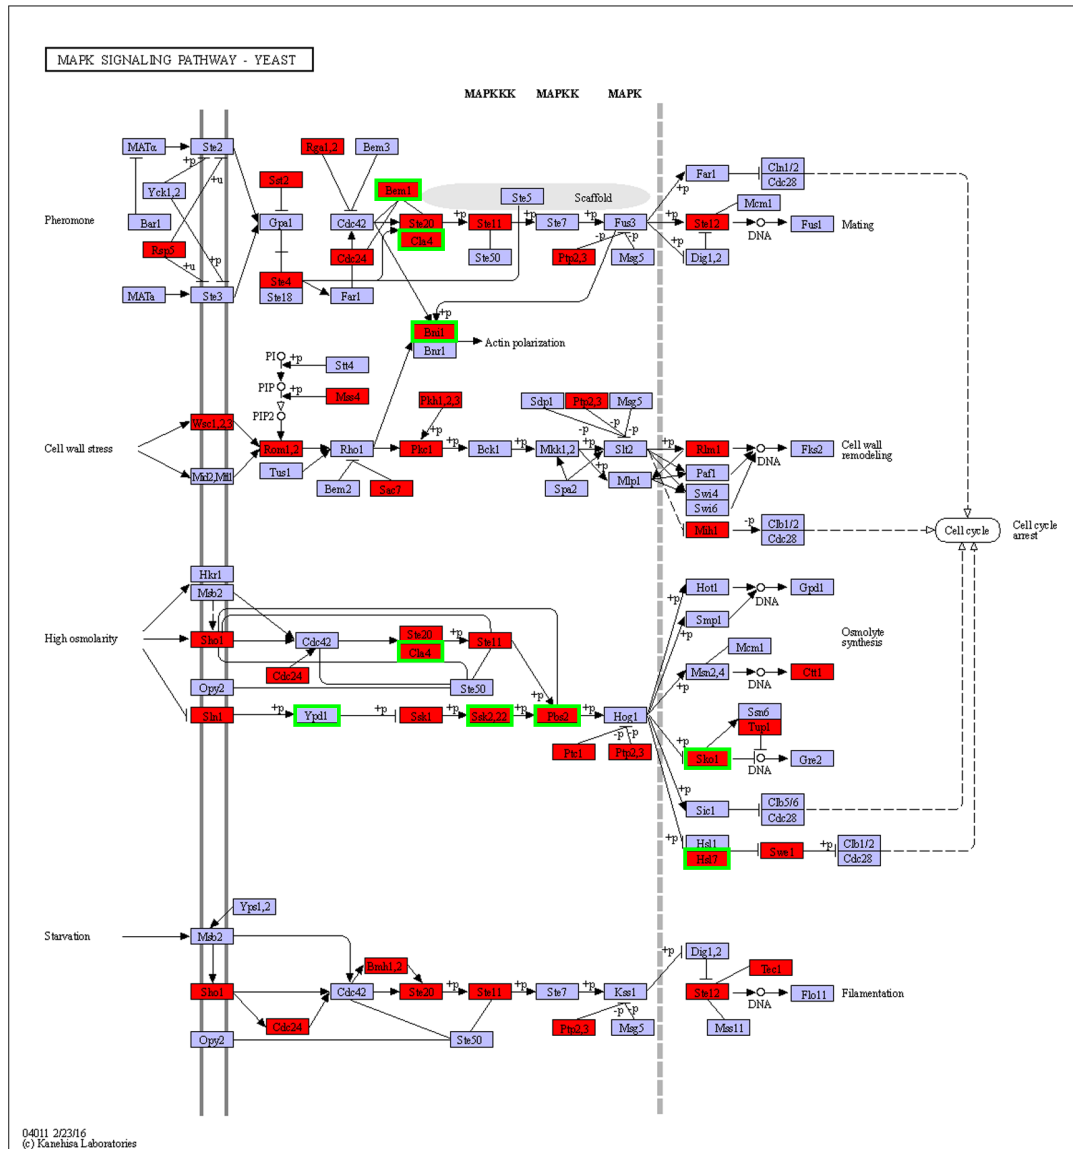 MAPK SIGNALING PATHWAY - YEAST
MAPKKK MAPKK MAPK
Pheromone
MATα Ste2 Rga1,2 Bem3
+p +u
Yck1,2 Sst2 Bem1 Ste5 Scaffold Far1 Cln1/2
Cdc28
+p
Bar1 Gpa1 Cdc42 Ste20 +p Ste11 +p Ste7 +p Fus3 +p Ste12 Mcm1
DNA Fus1 Mating
Cla4
Rsp5 Cdc24 Ste50 Ptp2,3 -p -p Msg5 +p Dig1,2
+u +p
Ste4
MATa Ste3 Ste18 Far1
+p
Bni1
Bnr1 Actin polarization
PI +p Stt4
PIP +p Mss4
PIP2
Pkh1,2,3 Sdp1 Ptp2,3 Msg5
+p -p -p -p
Cell wall stress
Wsc1,2,3
Rom1,2 Rho1 Pkc1 +p Bck1 +p Mkk1,2 +p Slt2 +p Rlm1 DNA Fks2 Cell wall
remodeling
Mid2,Mtl1 Tus1 Bem2 Sac7 Spa2 +p Mlp1 Paf1
Swi4
Swi6
Mih1 -p Clb1/2
Cdc28
Cell cycle Cell cycle
arrest
Hkr1
Msb2
Hot1 DNA Gpd1
+p
Smp1
+p
High osmolarity
Sho1 Cdc42 Ste20 +p Ste11 Mcm1 Osmolyte
synthesis
Cla4
Cdc24 Msn2,4 DNA Ctt1
+p
Opy2 Ste50
+p
Sln1 +p Ypd1 Ssk1 +p Ssk2,22 +p Pbs2 +p Hog1 Ssn6
Tup1
Ptc1 -p -p Ptp2,3 +p Sko1 DNA Gre2
+p
Sic1 Clb5/6
Cdc28
+p
Hsl1
Hsl7 Swe1 +p Clb1/2
Cdc28
Yps1,2
Starvation
Msb2 +p Dig1,2
Bmh1,2 Tec1
Sho1 Cdc42 Ste20 +p Ste11 +p Ste7 +p Kss1 Ste12 DNA Flo11 Filamentation
Cdc24 Ptp2,3 -p -p Msg5 Mss11
Opy2 Ste50
04011 2/23/16
(c) Kanehisa Laboratories